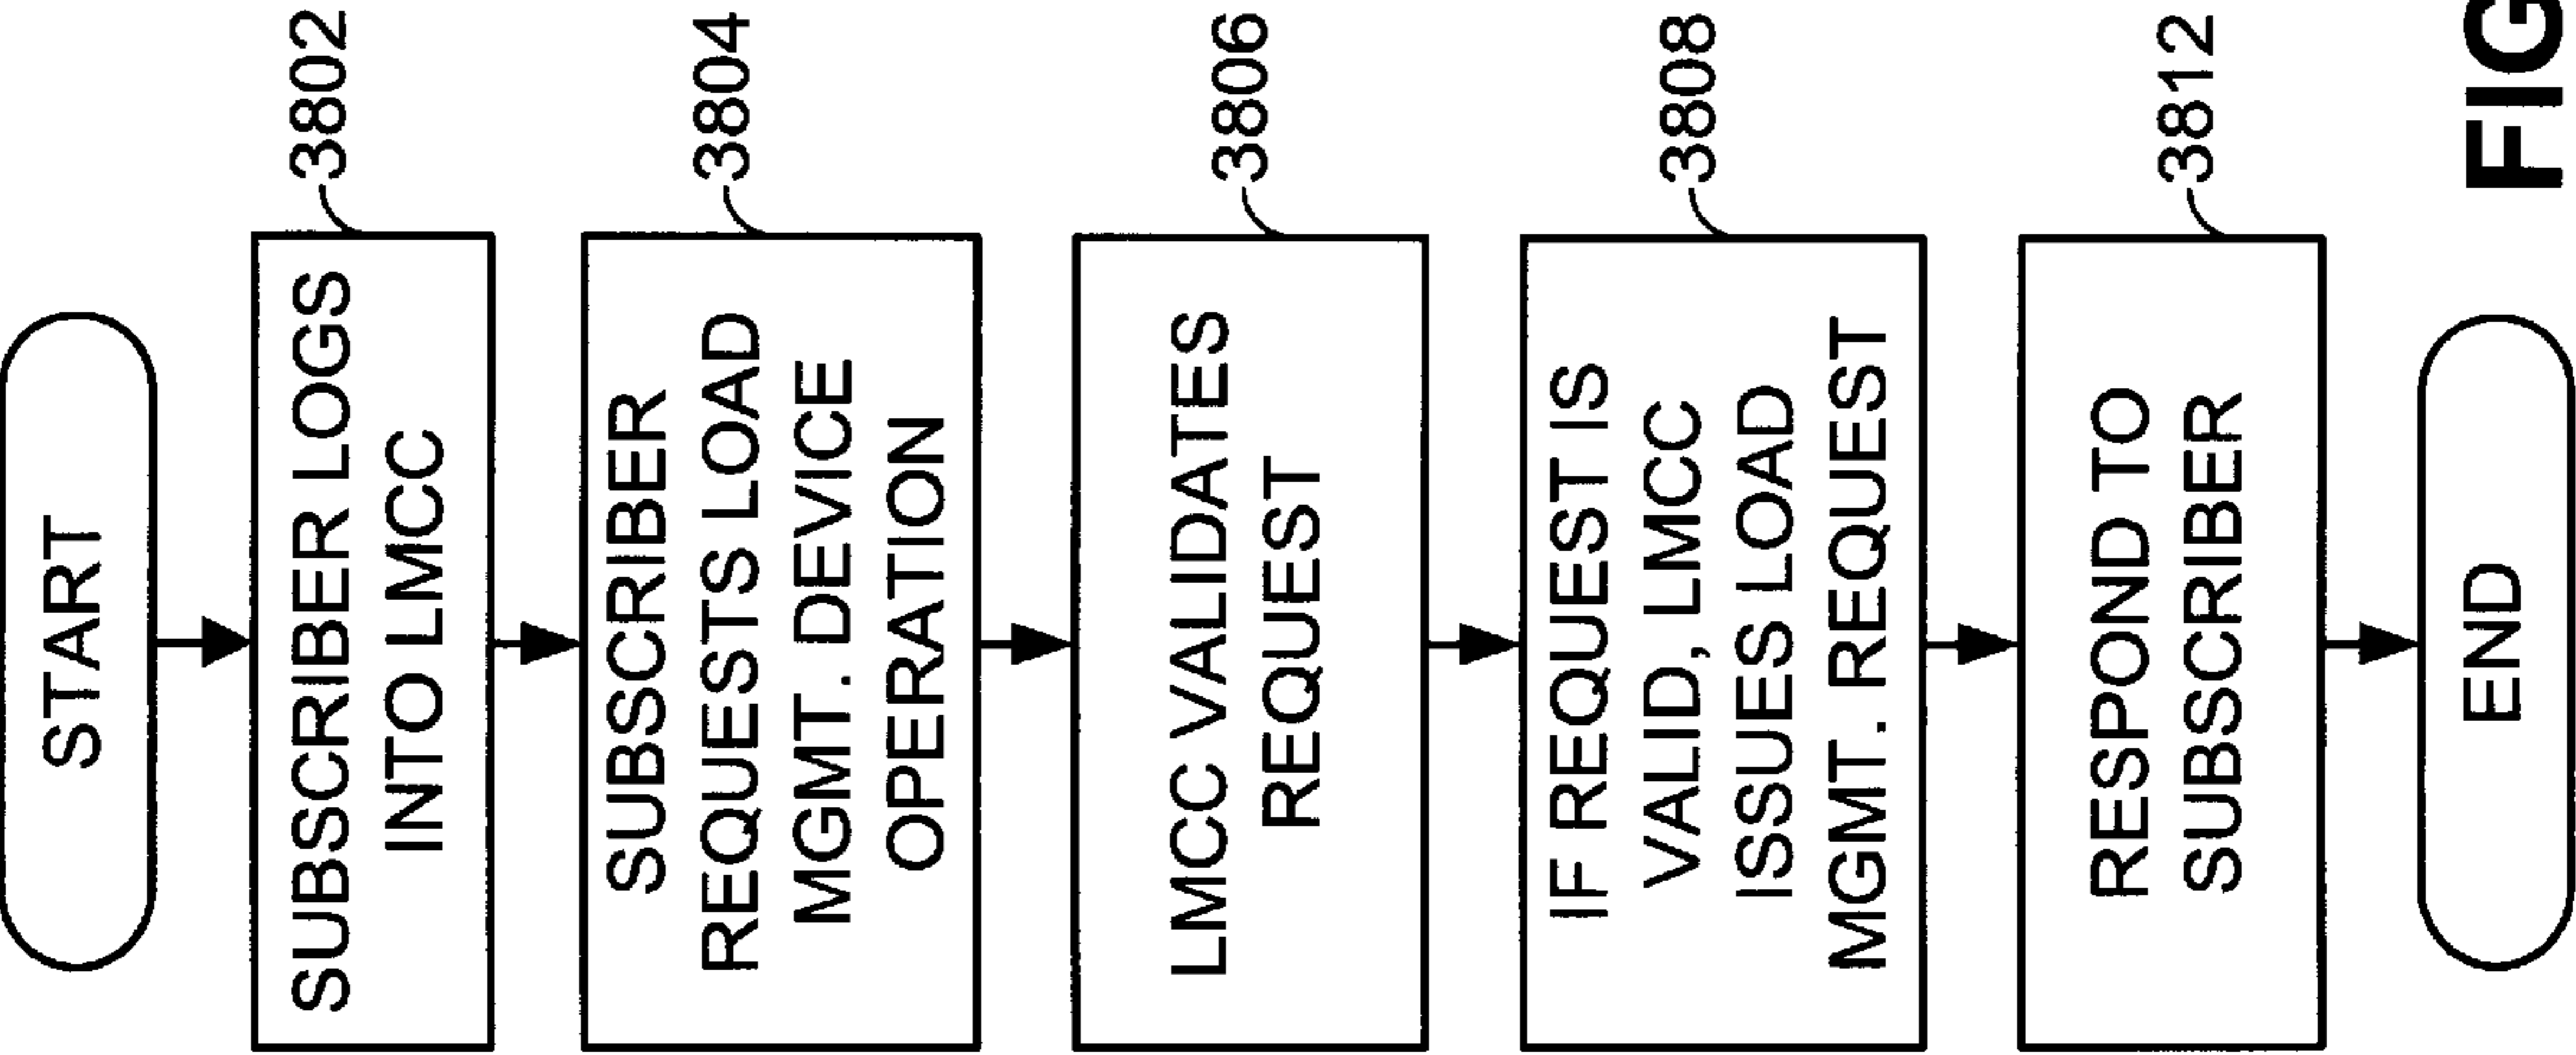 START
SUBSCRIBER LOGS
INTO LMCC
3802
SUBSCRIBER
REQUESTS LOAD
MGMT. DEVICE
OPERATION
3804
LMCC VALIDATES
REQUEST
3806
IF REQUEST IS
VALID, LMCC
ISSUES LOAD
MGMT. REQUEST
3808
RESPOND TO
SUBSCRIBER
3812
END
FIG